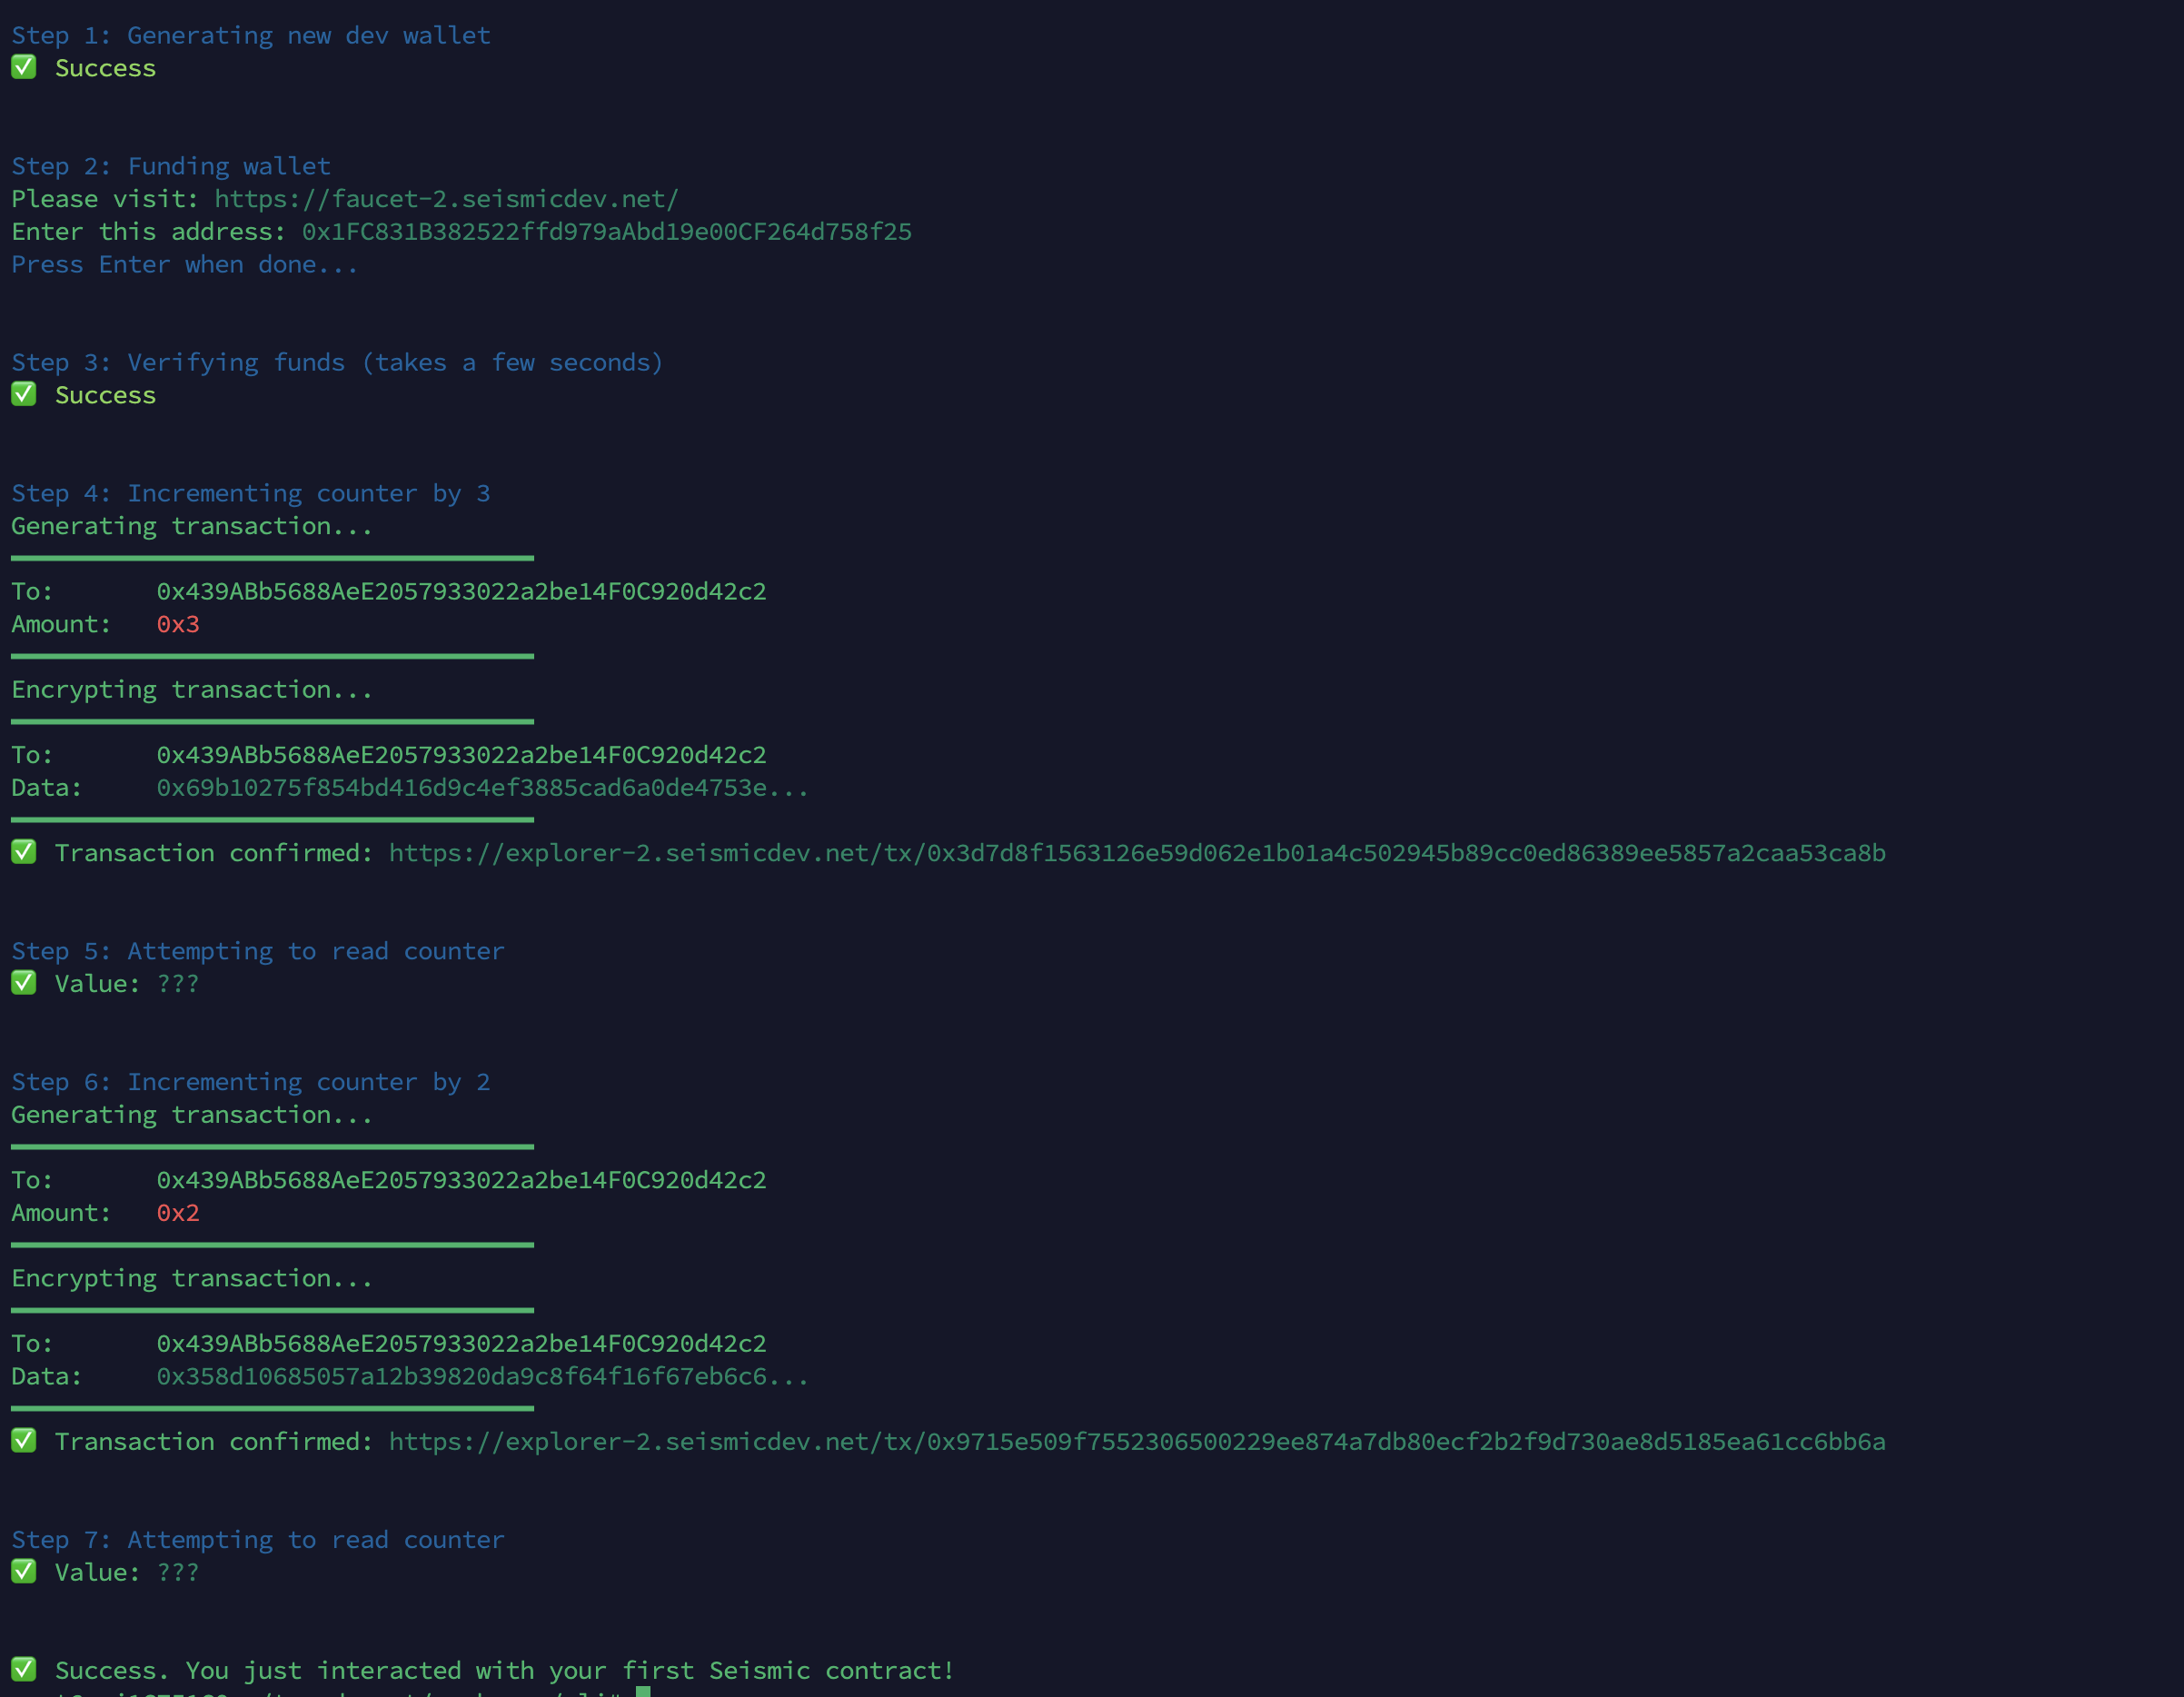 Step 1: Generating new dev wallet
✅ Success
Step 2: Funding wallet
Please visit: https://faucet-2.seismicdev.net/
Enter this address: 0x1FC831B382522ffd979aAbd19e00CF264d758f25
Press Enter when done...
Step 3: Verifying funds (takes a few seconds)
✅ Success
Step 4: Incrementing counter by 3
Generating transaction...
To: 0x439ABb5688AeE2057933022a2be14F0C920d42c2
Amount: 0x3
Encrypting transaction...
To: 0x439ABb5688AeE2057933022a2be14F0C920d42c2
Data: 0x69b10275f854bd416d9c4ef3885cad6a0de4753e...
✅ Transaction confirmed: https://explorer-2.seismicdev.net/tx/0x3d7d8f1563126e59d062e1b01a4c502945b89cc0ed86389ee5857a2caa53ca8b
Step 5: Attempting to read counter
✅ Value: ???
Step 6: Incrementing counter by 2
Generating transaction...
To: 0x439ABb5688AeE2057933022a2be14F0C920d42c2
Amount: 0x2
Encrypting transaction...
To: 0x439ABb5688AeE2057933022a2be14F0C920d42c2
Data: 0x358d10685057a12b39820da9c8f64f16f67eb6c6...
✅ Transaction confirmed: https://explorer-2.seismicdev.net/tx/0x9715e509f7552306500229ee874a7db80ecf2b2f9d730ae8d5185ea61cc6bb6a
Step 7: Attempting to read counter
✅ Value: ???
✅ Success. You just interacted with your first Seismic contract!